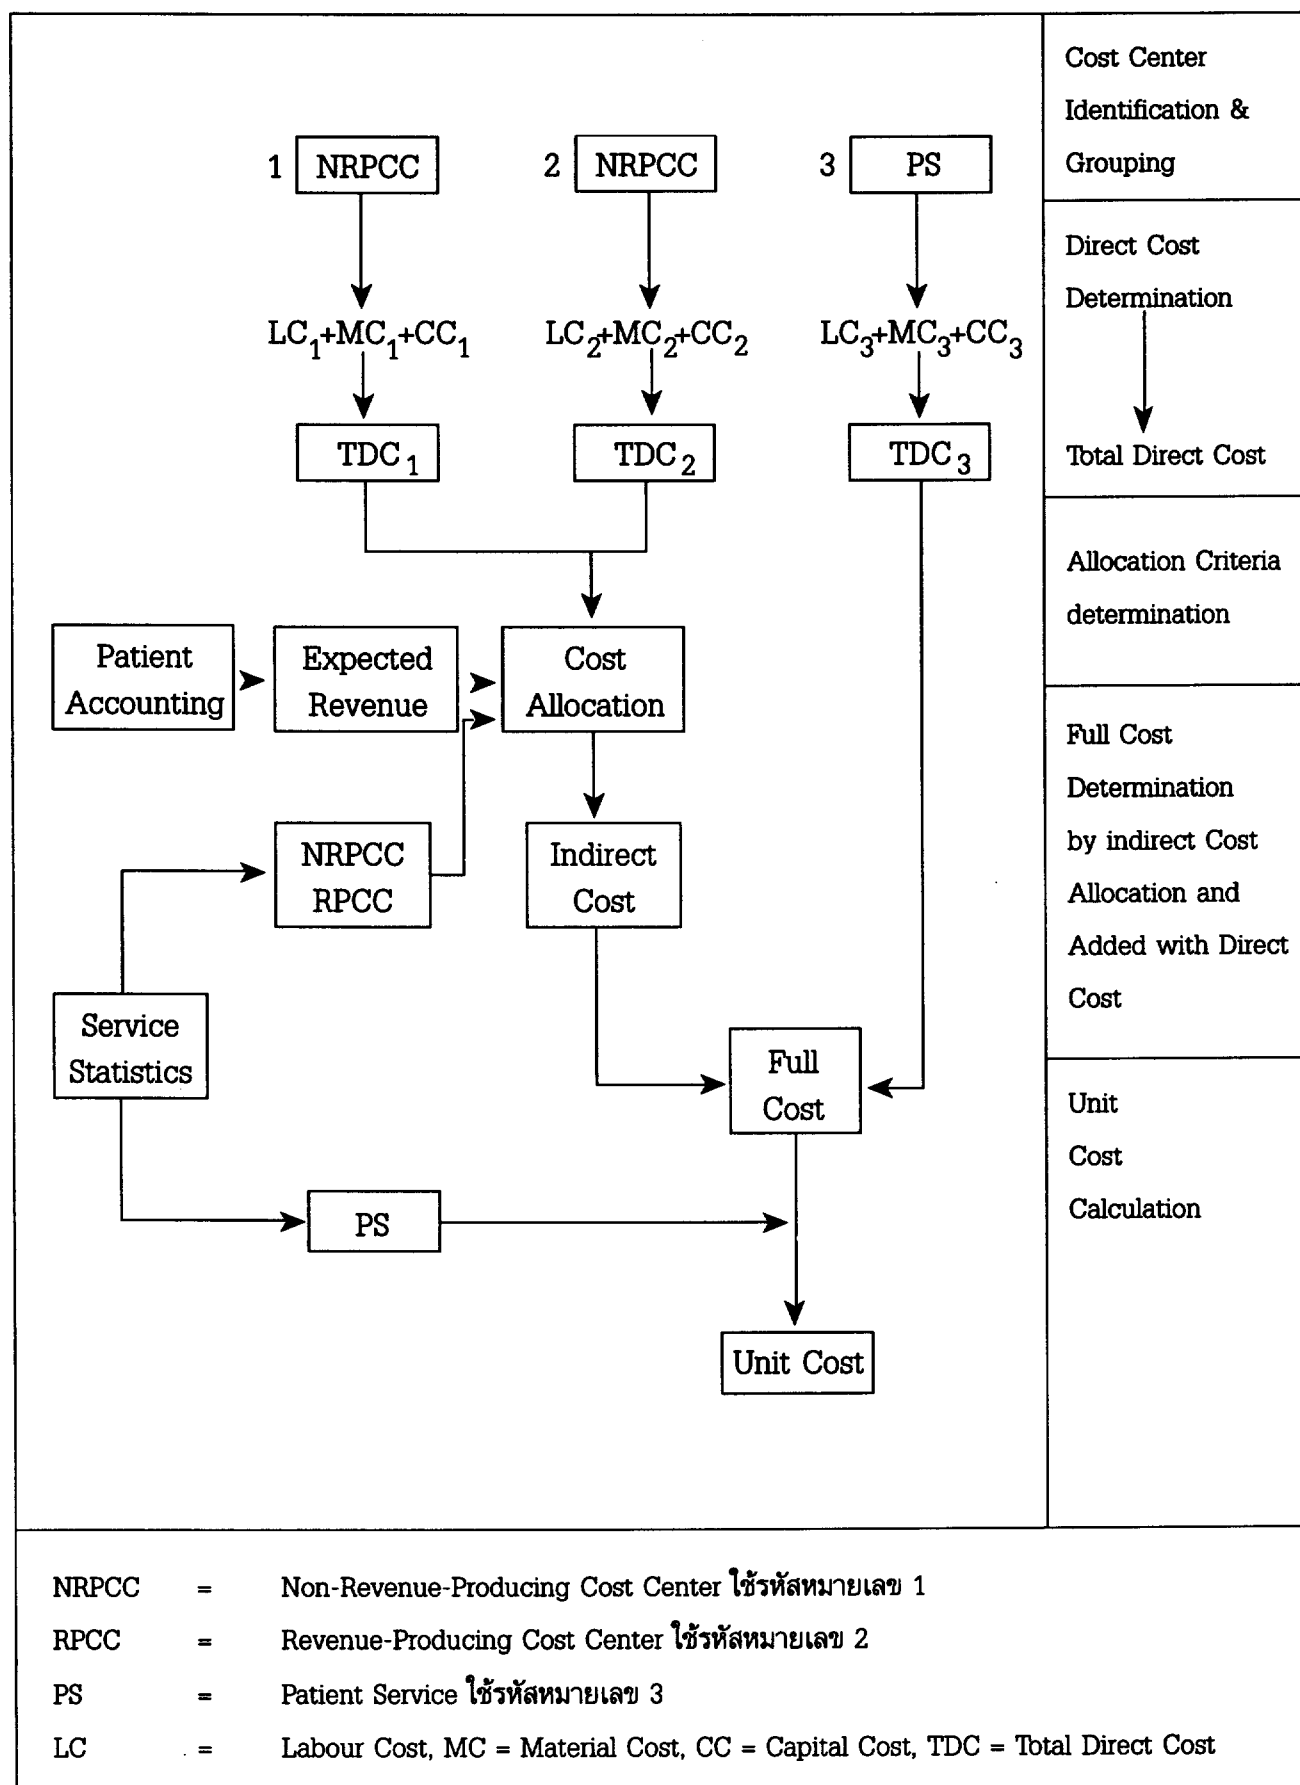 1 NRPCC
2 NRPCC
3 PS
LC1+MC1+CC1
LC2+MC2+CC2
LC3+MC3+CC3
TDC1
TDC2
TDC3
Patient
Accounting
Expected
Revenue
Cost
Allocation
NRPCC
RPCC
Indirect
Cost
Service
Statistics
Full
Cost
PS
Unit Cost
Cost Center
Identification &
Grouping
Direct Cost
Determination
Total Direct Cost
Allocation Criteria
determination
Full Cost
Determination
by indirect Cost
Allocation and
Added with Direct
Cost
Unit
Cost
Calculation
NRPCC = Non-Revenue-Producing Cost Center ใช้รหัสหมายเลข 1
RPCC = Revenue-Producing Cost Center ใช้รหัสหมายเลข 2
PS = Patient Service ใช้รหัสหมายเลข 3
LC = Labour Cost, MC = Material Cost, CC = Capital Cost, TDC = Total Direct Cost